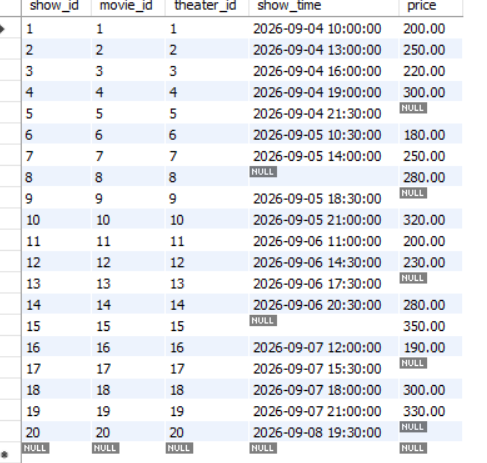 show_id movie_id theater_id show_time price
1 1 1 2026-09-04 10:00:00 200.00
2 2 2 2026-09-04 13:00:00 250.00
3 3 3 2026-09-04 16:00:00 220.00
4 4 4 2026-09-04 19:00:00 300.00
5 5 5 2026-09-04 21:30:00 NULL
6 6 6 2026-09-05 10:30:00 180.00
7 7 7 2026-09-05 14:00:00 250.00
8 8 8 NULL 280.00
9 9 9 2026-09-05 18:30:00 NULL
10 10 10 2026-09-05 21:00:00 320.00
11 11 11 2026-09-06 11:00:00 200.00
12 12 12 2026-09-06 14:30:00 230.00
13 13 13 2026-09-06 17:30:00 NULL
14 14 14 2026-09-06 20:30:00 280.00
15 15 15 NULL 350.00
16 16 16 2026-09-07 12:00:00 190.00
17 17 17 2026-09-07 15:30:00 NULL
18 18 18 2026-09-07 18:00:00 300.00
19 19 19 2026-09-07 21:00:00 330.00
20 20 20 2026-09-08 19:30:00 NULL
NULL NULL NULL NULL NULL